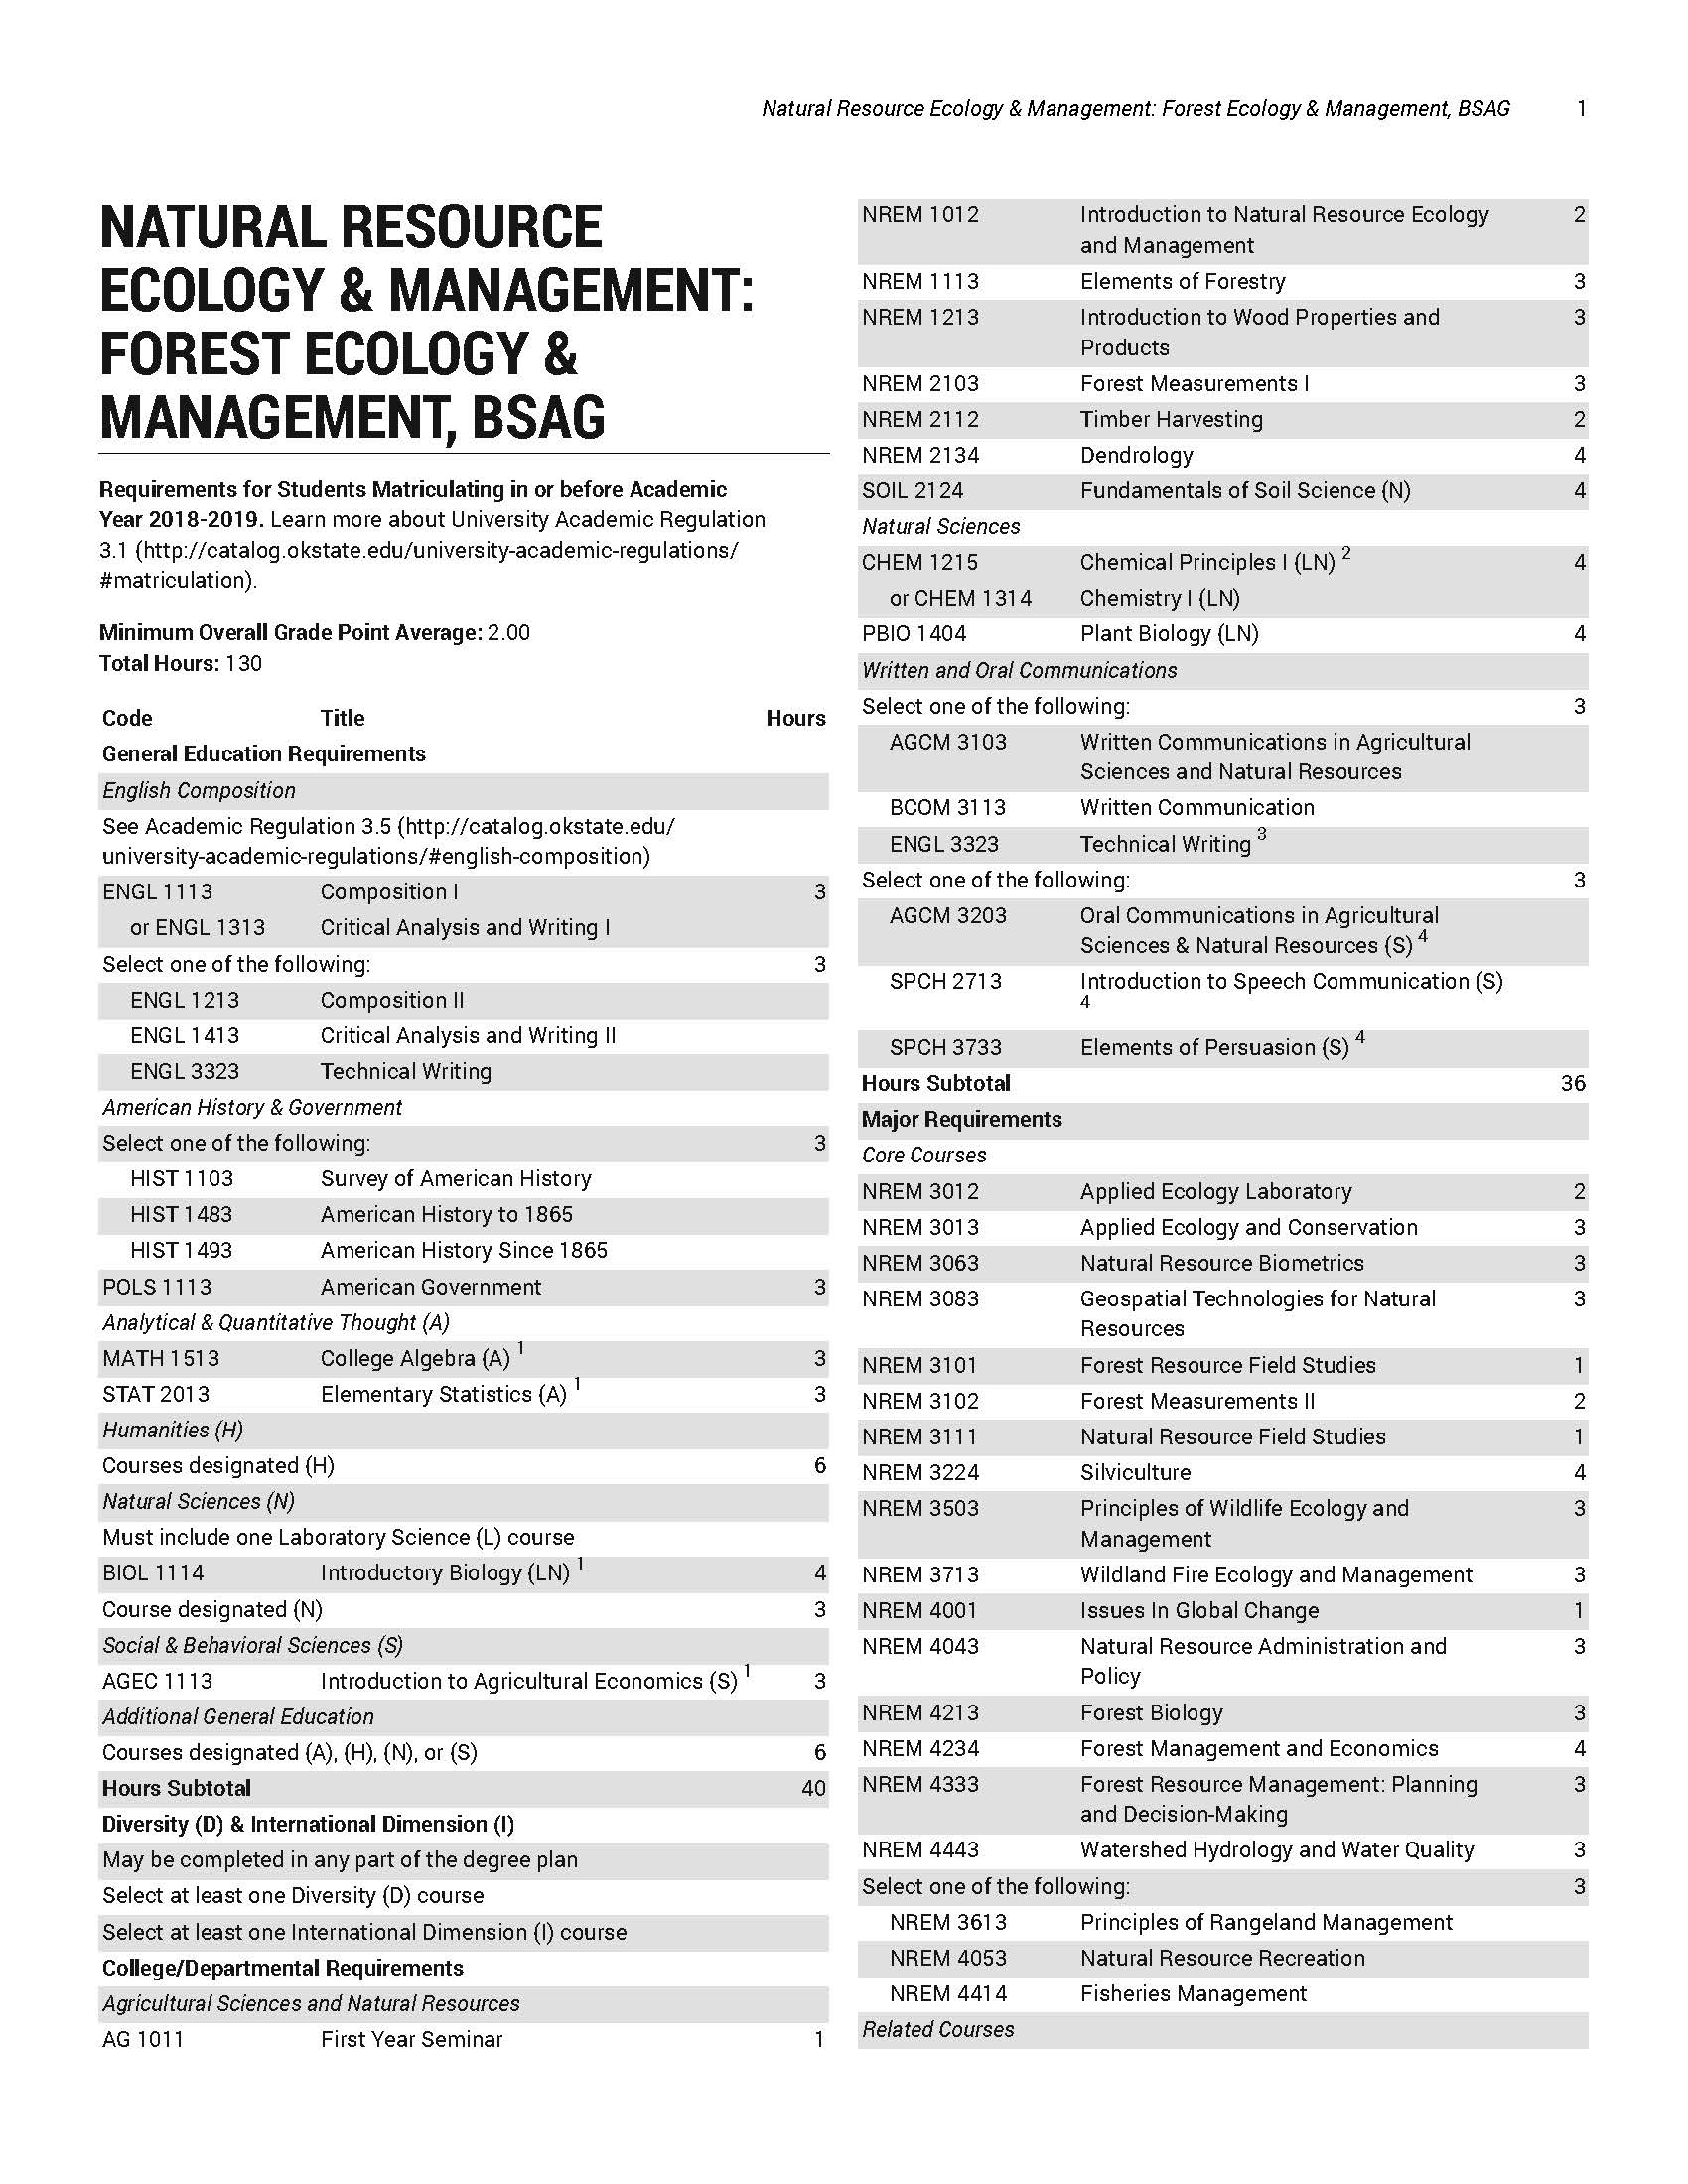 Natural Resource Ecology & Management: Forest Ecology & Management, BSAG 1
NATURAL RESOURCE
ECOLOGY & MANAGEMENT:
FOREST ECOLOGY &
MANAGEMENT, BSAG
Requirements for Students Matriculating in or before Academic
Year 2018-2019. Learn more about University Academic Regulation
3.1 (http://catalog.okstate.edu/university-academic-regulations/
#matriculation).
Minimum Overall Grade Point Average: 2.00
Total Hours: 130
Code Title Hours
General Education Requirements
English Composition
See Academic Regulation 3.5 (http://catalog.okstate.edu/
university-academic-regulations/#english-composition)
ENGL 1113 Composition I 3
or ENGL 1313 Critical Analysis and Writing I
Select one of the following: 3
ENGL 1213 Composition II
ENGL 1413 Critical Analysis and Writing II
ENGL 3323 Technical Writing
American History & Government
Select one of the following: 3
HIST 1103 Survey of American History
HIST 1483 American History to 1865
HIST 1493 American History Since 1865
POLS 1113 American Government 3
Analytical & Quantitative Thought (A)
MATH 1513 College Algebra (A) 1 3
STAT 2013 Elementary Statistics (A) 1 3
Humanities (H)
Courses designated (H) 6
Natural Sciences (N)
Must include one Laboratory Science (L) course
BIOL 1114 Introductory Biology (LN) 1 4
Course designated (N) 3
Social & Behavioral Sciences (S)
AGEC 1113 Introduction to Agricultural Economics (S) 1 3
Additional General Education
Courses designated (A), (H), (N), or (S) 6
Hours Subtotal 40
Diversity (D) & International Dimension (I)
May be completed in any part of the degree plan
Select at least one Diversity (D) course
Select at least one International Dimension (I) course
College/Departmental Requirements
Agricultural Sciences and Natural Resources
AG 1011 First Year Seminar 1
NREM 1012 Introduction to Natural Resource Ecology 2
and Management
NREM 1113 Elements of Forestry 3
NREM 1213 Introduction to Wood Properties and 3
Products
NREM 2103 Forest Measurements I 3
NREM 2112 Timber Harvesting 2
NREM 2134 Dendrology 4
SOIL 2124 Fundamentals of Soil Science (N) 4
Natural Sciences
CHEM 1215 Chemical Principles I (LN) 2 4
or CHEM 1314 Chemistry I (LN)
PBIO 1404 Plant Biology (LN) 4
Written and Oral Communications
Select one of the following: 3
AGCM 3103 Written Communications in Agricultural
Sciences and Natural Resources
BCOM 3113 Written Communication
ENGL 3323 Technical Writing 3
Select one of the following: 3
AGCM 3203 Oral Communications in Agricultural
Sciences & Natural Resources (S) 4
SPCH 2713 Introduction to Speech Communication (S)
4
SPCH 3733 Elements of Persuasion (S) 4
Hours Subtotal 36
Major Requirements
Core Courses
NREM 3012 Applied Ecology Laboratory 2
NREM 3013 Applied Ecology and Conservation 3
NREM 3063 Natural Resource Biometrics 3
NREM 3083 Geospatial Technologies for Natural 3
Resources
NREM 3101 Forest Resource Field Studies 1
NREM 3102 Forest Measurements II 2
NREM 3111 Natural Resource Field Studies 1
NREM 3224 Silviculture 4
NREM 3503 Principles of Wildlife Ecology and 3
Management
NREM 3713 Wildland Fire Ecology and Management 3
NREM 4001 Issues In Global Change 1
NREM 4043 Natural Resource Administration and 3
Policy
NREM 4213 Forest Biology 3
NREM 4234 Forest Management and Economics 4
NREM 4333 Forest Resource Management: Planning 3
and Decision-Making
NREM 4443 Watershed Hydrology and Water Quality 3
Select one of the following: 3
NREM 3613 Principles of Rangeland Management
NREM 4053 Natural Resource Recreation
NREM 4414 Fisheries Management
Related Courses